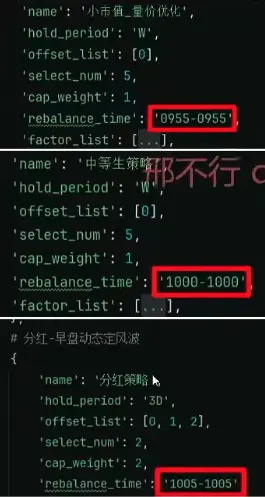 'name': '小市值_量价优化',
'hold_period': 'W',
'offset_list': [0],
'select_num': 5,
'cap_weight': 1,
'rebalance_time': '0955-0955',
'factor_list': [...],
'name': '中等生策略',
邢不行
'hold_period': 'W',
'offset_list': [0],
'select_num': 5,
'cap_weight': 1,
'rebalance_time': '1000-1000',
'factor_list': [...],
},
# 分红-早盘动态定风波
{
'name': '分红策略',
'hold_period': '3D',
'offset_list': [0, 1, 2],
'select_num': 2,
'cap_weight': 2,
'rebalance_time': '1005-1005'